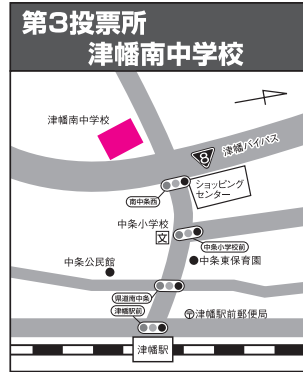 第3投票所
津幡南中学校
津幡南中学校
8
津幡バイパス
ショッピング
センター
南中条西
中条小学校
文
中条小学校前
中条公民館
中条東保育園
県道南中条
津幡駅前
津幡駅前郵便局
津幡駅